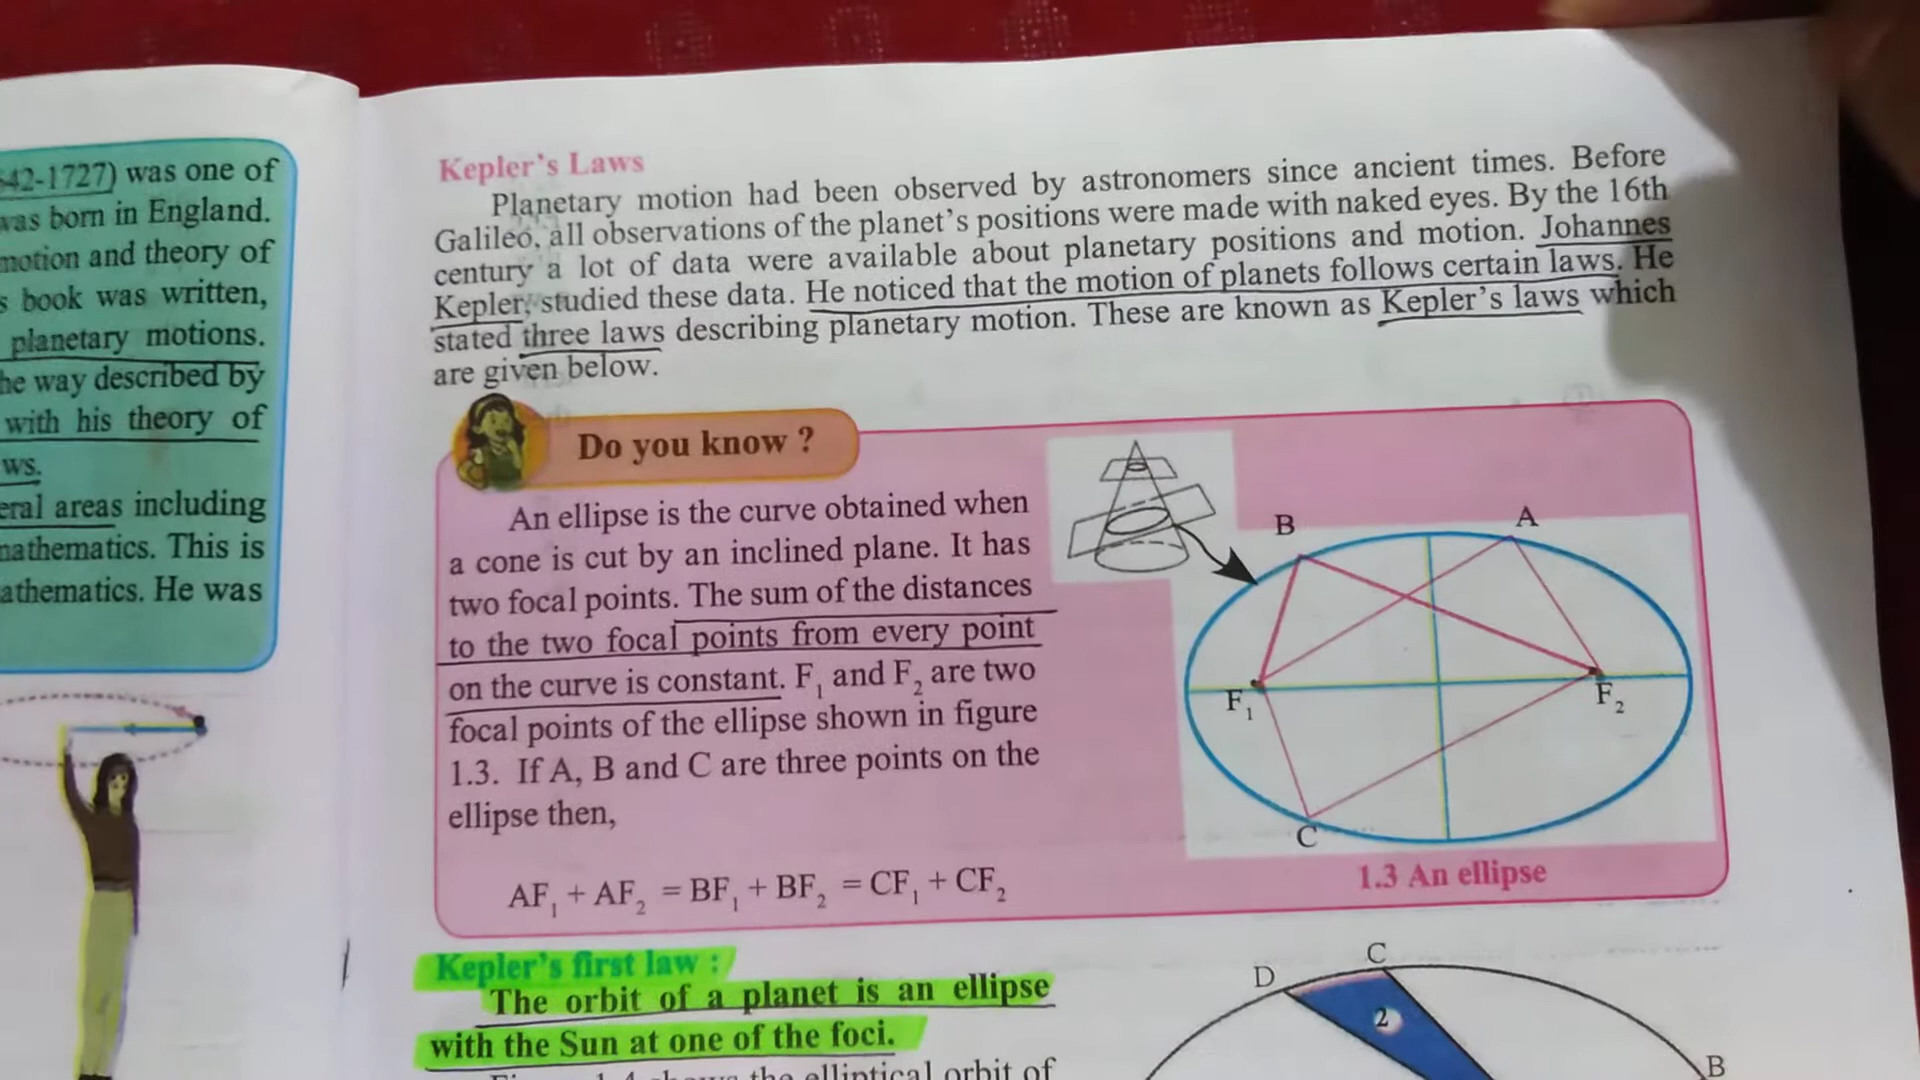 42-1727) was one of
was born in England.
motion and theory of
s book was written,
planetary motions.
he way described by
with his theory of
ws.
eral areas including
mathematics. This is
athematics. He was
Kepler's Laws
Planetary motion had been observed by astronomers since ancient times. Before
Galileo, all observations of the planet's positions were made with naked eyes. By the 16th
century a lot of data were available about planetary positions and motion. Johannes
Kepler, studied these data. He noticed that the motion of planets follows certain laws. He
stated three laws describing planetary motion. These are known as Kepler's laws which
are given below.
Do you know ?
An ellipse is the curve obtained when
a cone is cut by an inclined plane. It has
two focal points. The sum of the distances
to the two focal points from every point
on the curve is constant. F₁ and F₂ are two
focal points of the ellipse shown in figure
1.3. If A, B and C are three points on the
ellipse then,
AF₁ + AF₂ = BF₁ + BF₂ = CF₁ + CF₂
B
A
F₁
F₂
C
1.3 An ellipse
Kepler's first law :
The orbit of a planet is an ellipse
with the Sun at one of the foci.
shows the elliptical orbit of
D
C
2
B